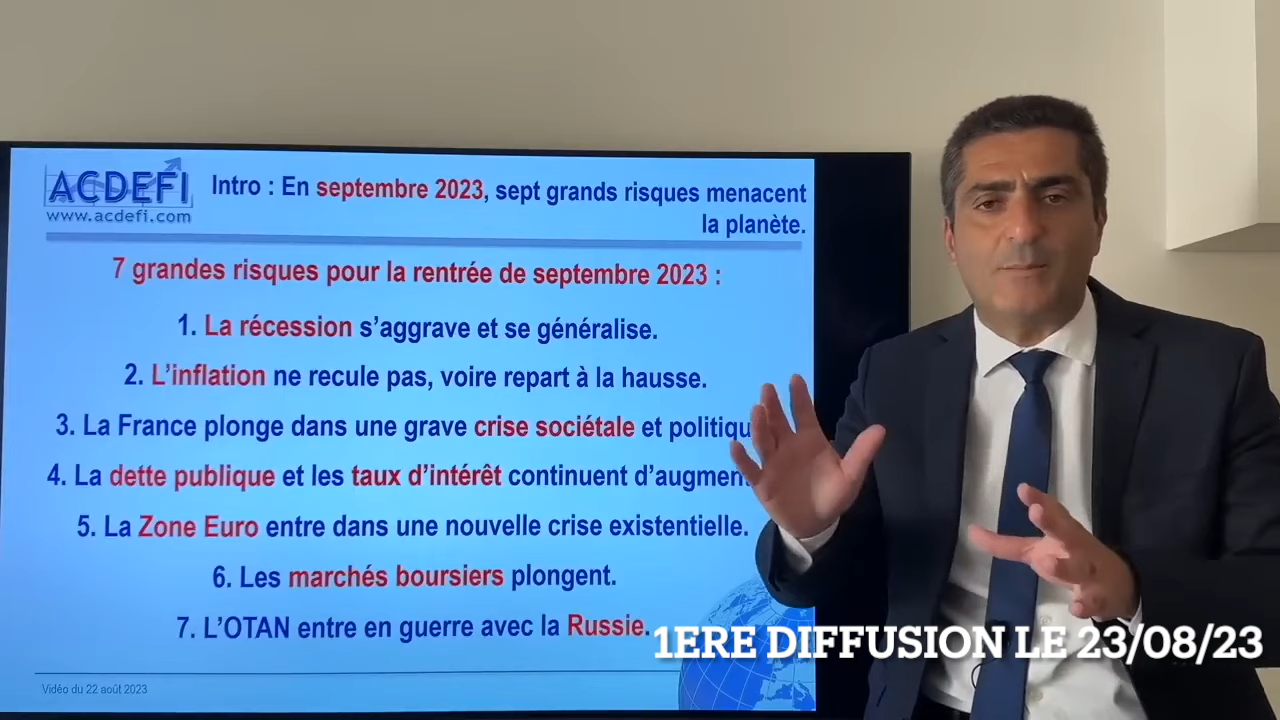 ACDEFI
www.acdefi.com
Intro : En septembre 2023, sept grands risques menacent
la planète.
7 grandes risques pour la rentrée de septembre 2023 :
1. La récession s'aggrave et se généralise.
2. L'inflation ne recule pas, voire repart à la hausse.
3. La France plonge dans une grave crise sociétale et politiqu
4. La dette publique et les taux d'intérêt continuent d'augmen
5. La Zone Euro entre dans une nouvelle crise existentielle.
6. Les marchés boursiers plongent.
7. L'OTAN entre en guerre avec la Russie.
1ERE DIFFUSION LE 23/08/23
Vidéo du 22 août 2023